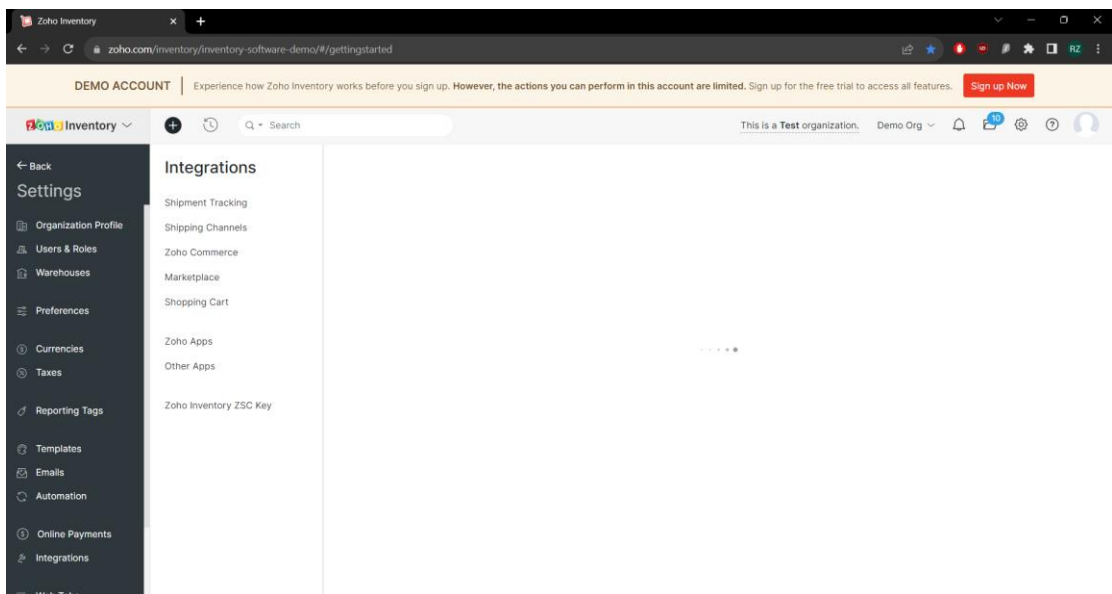 Zoho Inventory
zoho.com/inventory/inventory-software-demo/#/gettingstarted
RZ
DEMO ACCOUNT Experience how Zoho Inventory works before you sign up. However, the actions you can perform in this account are limited. Sign up for the free trial to access all features. Sign up Now
ZOHO Inventory
Search
This is a Test organization. Demo Org
10
Back
Settings
Organization Profile
Users & Roles
Warehouses
Preferences
Currencies
Taxes
Reporting Tags
Templates
Emails
Automation
Online Payments
Integrations
Integrations
Shipment Tracking
Shipping Channels
Zoho Commerce
Marketplace
Shopping Cart
Zoho Apps
Other Apps
Zoho Inventory ZSC Key